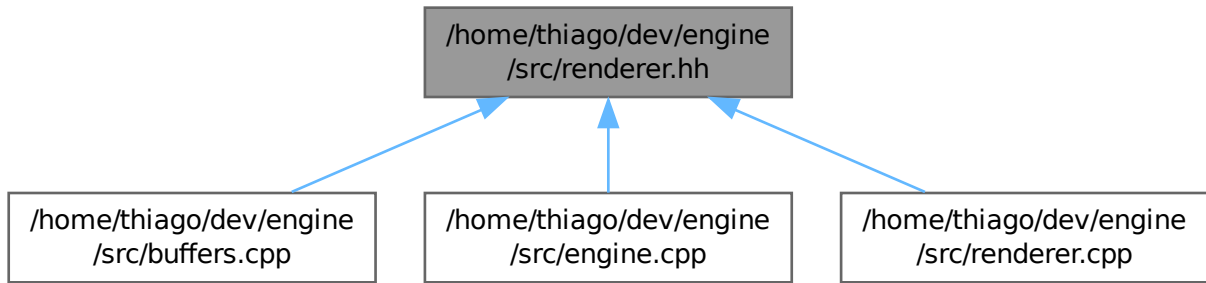 /home/thiago/dev/engine
/src/renderer.hh
/home/thiago/dev/engine
/src/buffers.cpp
/home/thiago/dev/engine
/src/engine.cpp
/home/thiago/dev/engine
/src/renderer.cpp